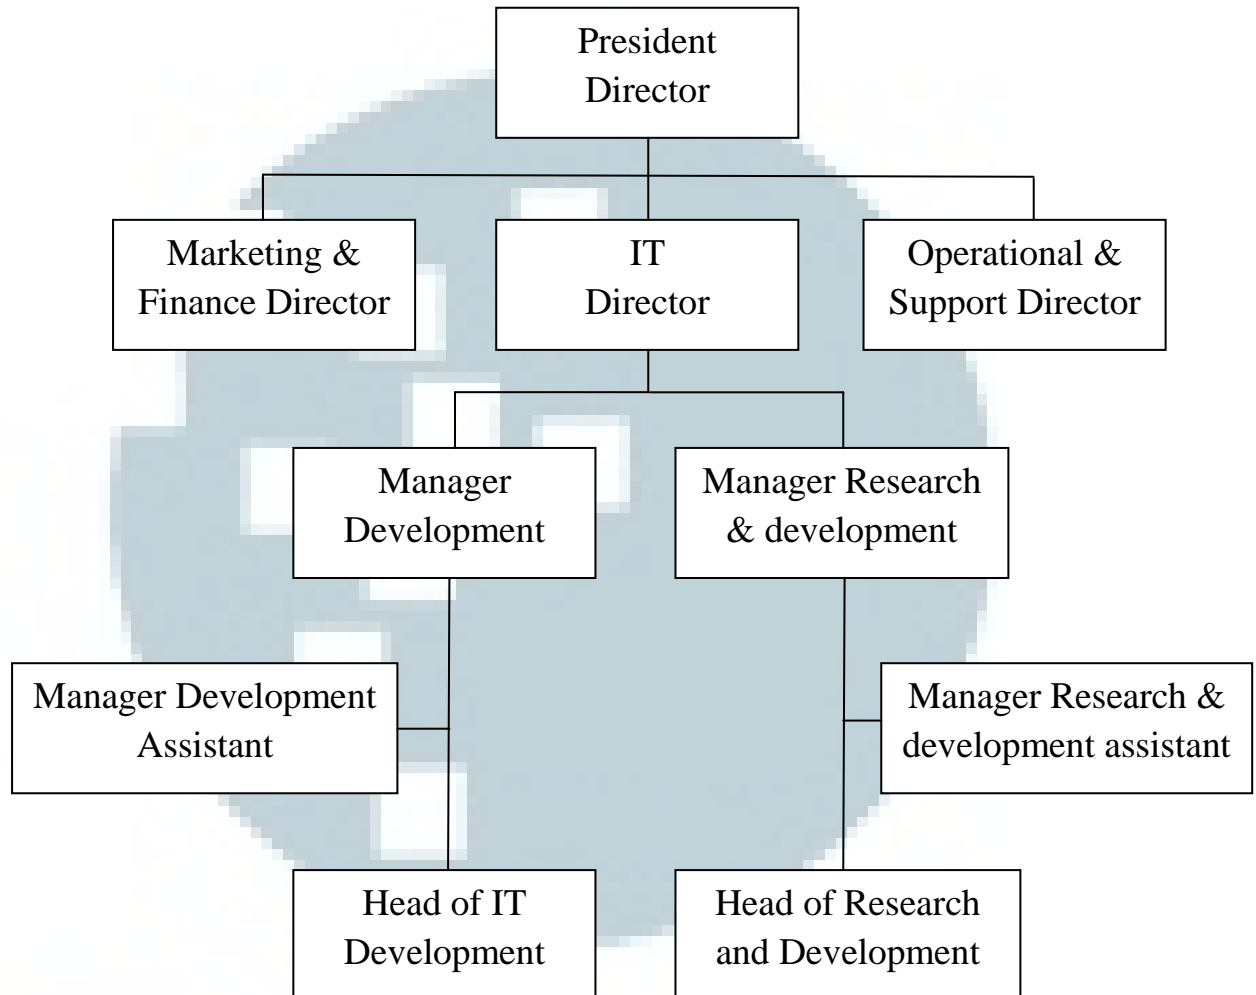 President
Director
Marketing &
Finance Director
IT
Director
Operational &
Support Director
Manager
Development
Manager Research
& development
Manager Development
Assistant
Manager Research &
development assistant
Head of IT
Development
Head of Research
and Development